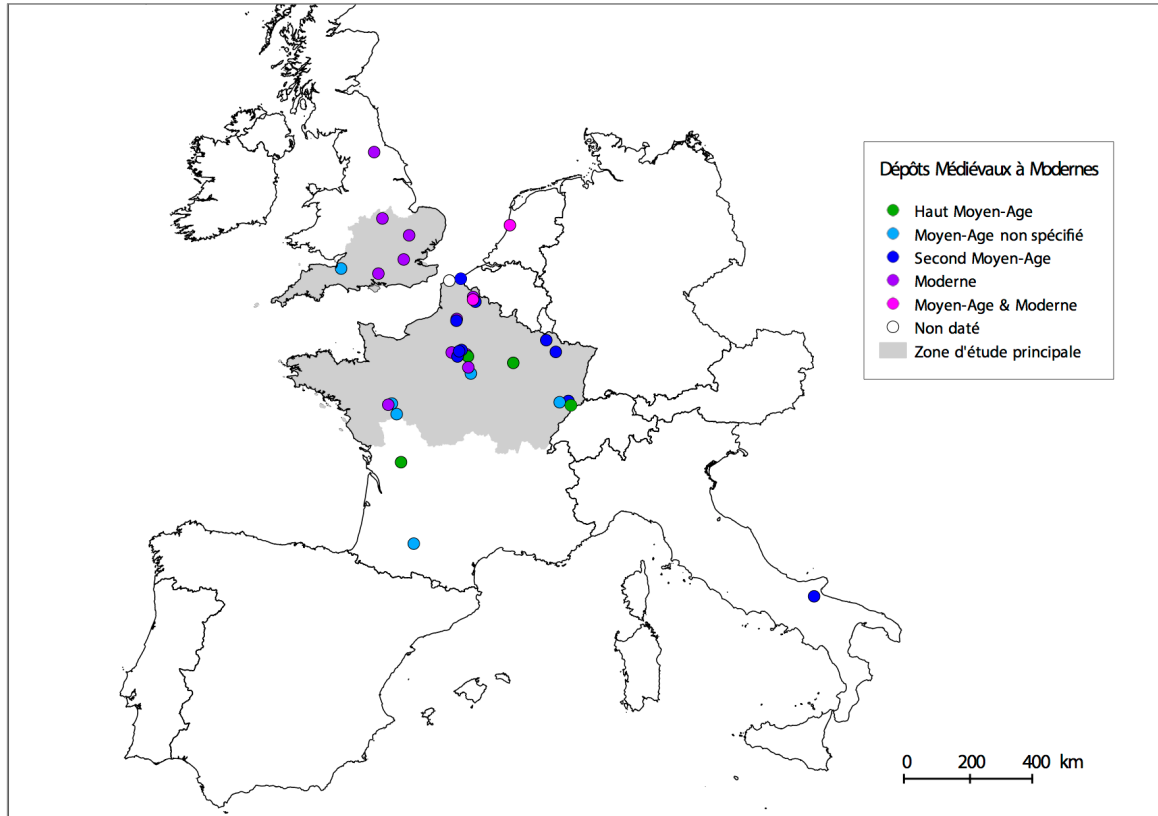 Dépôts Médiévaux à Modernes
Haut Moyen-Age
Moyen-Age non spécifié
Second Moyen-Age
Moderne
Moyen-Age & Moderne
Non daté
Zone d'étude principale
0 200 400 km